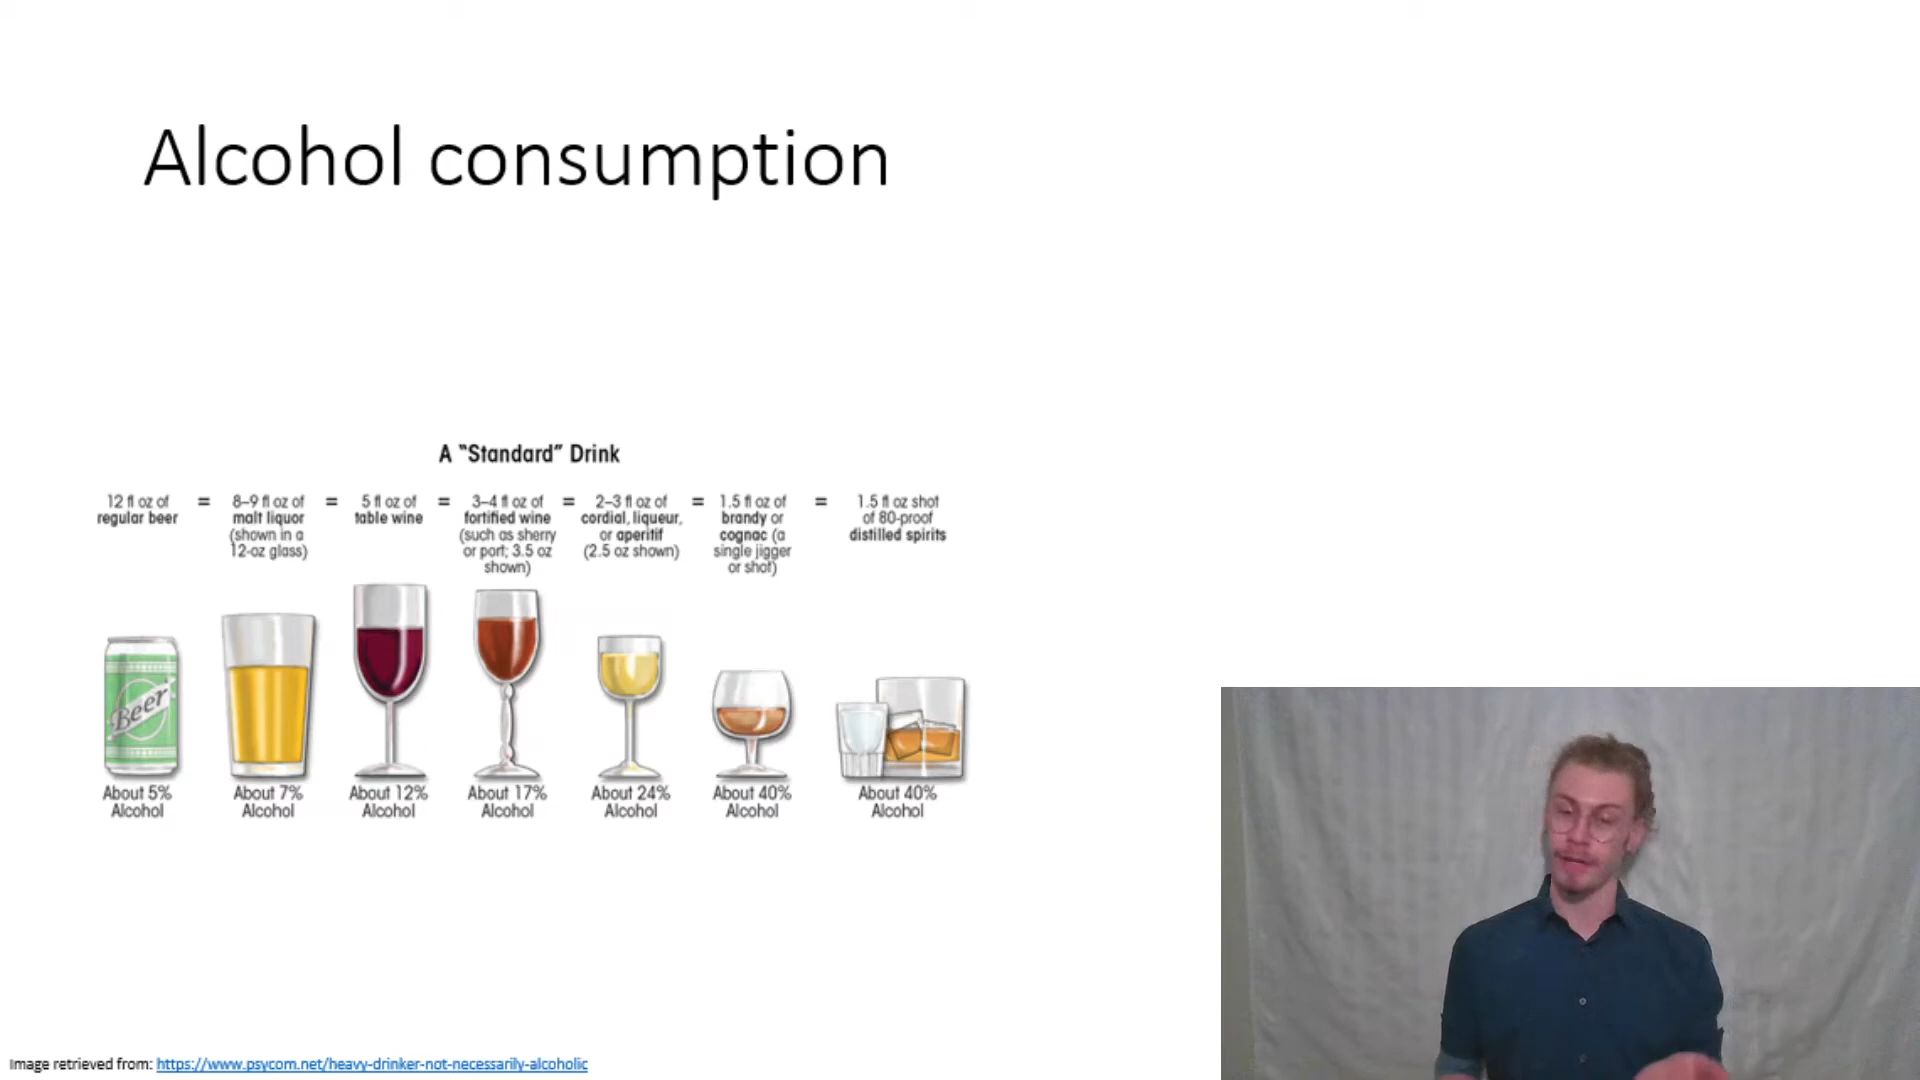 Alcohol consumption
A “Standard” Drink
12 fl oz of
regular beer
=
8–9 fl oz of
malt liquor
(shown in a
12-oz glass)
=
5 fl oz of
table wine
=
3–4 fl oz of
fortified wine
(such as sherry
or port; 3.5 oz
shown)
=
2–3 fl oz of
cordial, liqueur,
or aperitif
(2.5 oz shown)
=
1.5 fl oz of
brandy or
cognac (a
single jigger
or shot)
=
1.5 fl oz shot
of 80-proof
distilled spirits
Beer
About 5%
Alcohol
About 7%
Alcohol
About 12%
Alcohol
About 17%
Alcohol
About 24%
Alcohol
About 40%
Alcohol
About 40%
Alcohol
Image retrieved from: https://www.psycom.net/heavy-drinker-not-necessarily-alcoholic